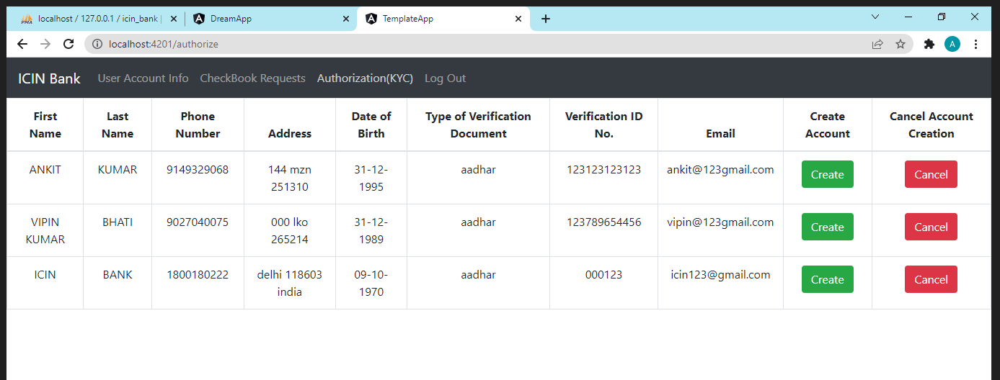 localhost / 127.0.0.1 / icin_bank |
DreamApp
TemplateApp
localhost:4201/authorize
A
ICIN Bank User Account Info CheckBook Requests Authorization(KYC) Log Out
First Name Last Name Phone Number Address Date of Birth Type of Verification Document Verification ID No. Email Create Account Cancel Account Creation
ANKIT KUMAR 9149329068 144 mzn 251310 31-12-1995 aadhar 123123123123 ankit@123gmail.com Create Cancel
VIPIN KUMAR BHATI 9027040075 000 lko 265214 31-12-1989 aadhar 123789654456 vipin@123gmail.com Create Cancel
ICIN BANK 1800180222 delhi 118603 india 09-10-1970 aadhar 000123 icin123@gmail.com Create Cancel